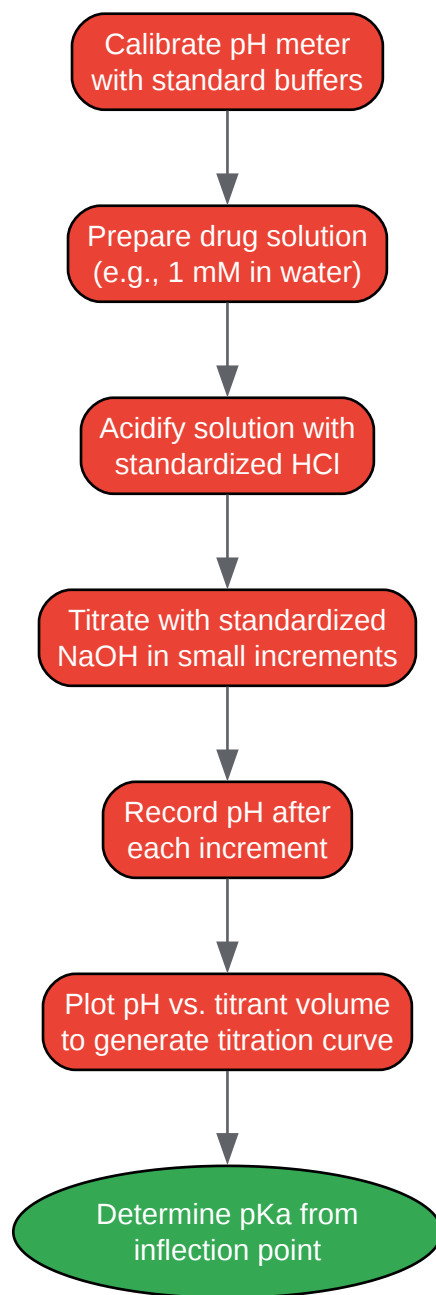 Calibrate pH meter
with standard buffers
Prepare drug solution
(e.g., 1 mM in water)
Acidify solution with
standardized HCl
Titrate with standardized
NaOH in small increments
Record pH after
each increment
Plot pH vs. titrant volume
to generate titration curve
Determine pKa from
inflection point